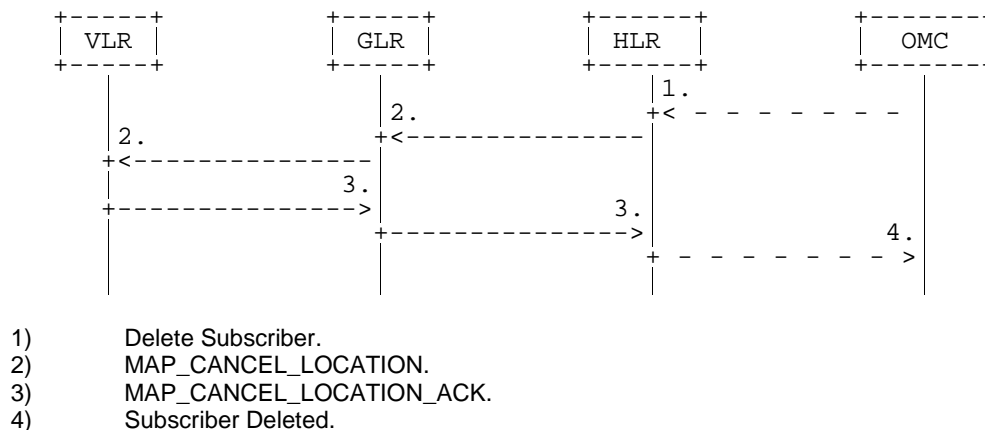 VLR GLR HLR OMC
1.
2.
2.
3.
3.
4.
1) Delete Subscriber.
2) MAP_CANCEL_LOCATION.
3) MAP_CANCEL_LOCATION_ACK.
4) Subscriber Deleted.